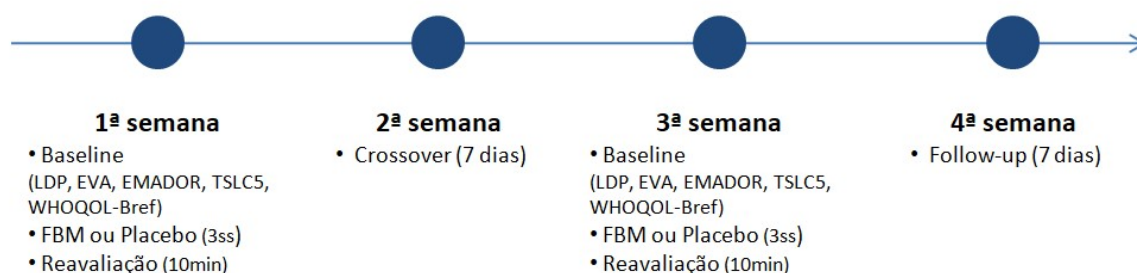 1ª semana
• Baseline
(LDP, EVA, EMADOR, TSLC5,
WHOQOL-Bref)
• FBM ou Placebo (3ss)
• Reavaliação (10min)
2ª semana
• Crossover (7 dias)
3ª semana
• Baseline
(LDP, EVA, EMADOR, TSLC5,
WHOQOL-Bref)
• FBM ou Placebo (3ss)
• Reavaliação (10min)
4ª semana
• Follow-up (7 dias)